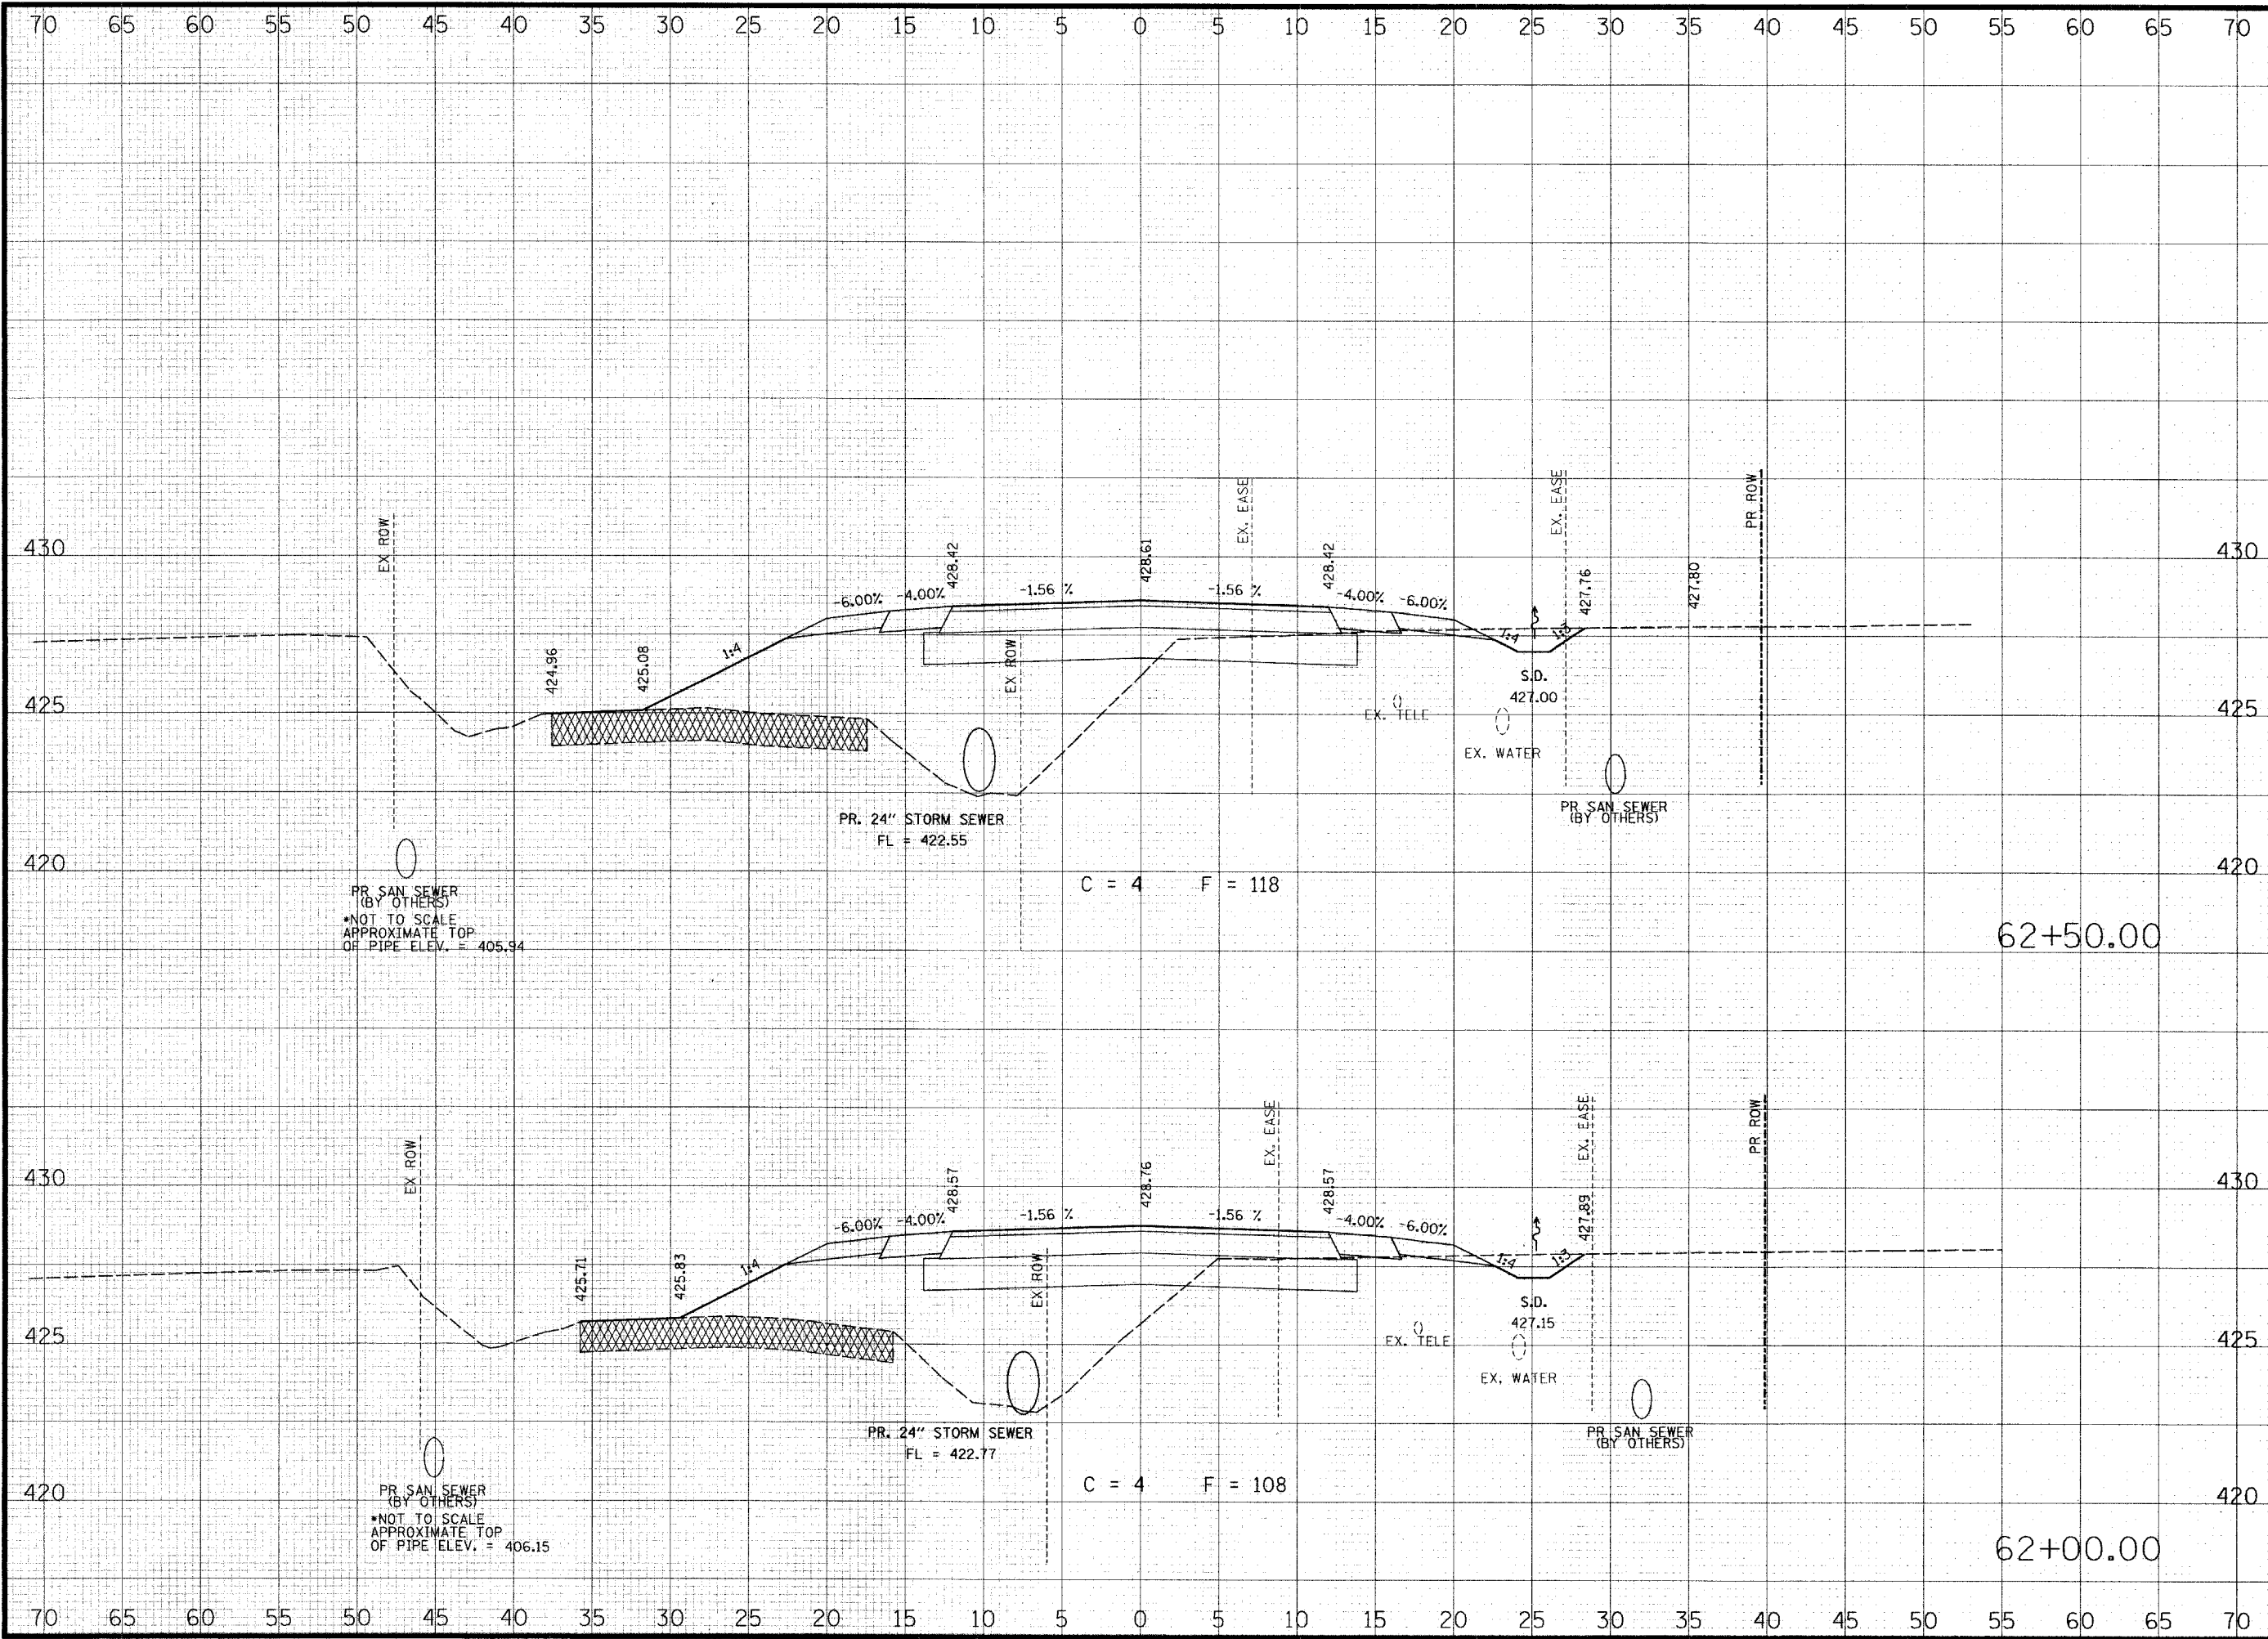 70 65 60 55 50 45 40 35 30 25 20 15 10 5 0 5 10 15 20 25 30 35 40 45 50 55 60 65 70
EX ROW
EX. EASE
EX. EASE
PR ROW
430
430
428.42
428.61
428.42
427.76
427.80
-6.00%
-4.00%
-1.56 %
-1.56 %
-4.00%
-6.00%
424.96
425.08
1:4
EX ROW
1:4
1:3
S.D.
427.00
425
425
EX. TELE
EX. WATER
PR SAN SEWER
(BY OTHERS)
PR. 24" STORM SEWER
FL = 422.55
420
420
PR SAN SEWER
(BY OTHERS)
*NOT TO SCALE
APPROXIMATE TOP
OF PIPE ELEV. = 405.94
C = 4 F = 118
62+50.00
EX ROW
EX. EASE
EX. EASE
PR ROW
430
430
428.57
428.76
428.57
427.89
-6.00%
-4.00%
-1.56 %
-1.56 %
-4.00%
-6.00%
425.71
425.83
1:4
EX ROW
1:4
1:3
S.D.
427.15
425
425
EX. TELE
EX. WATER
PR SAN SEWER
(BY OTHERS)
PR. 24" STORM SEWER
FL = 422.77
420
420
PR SAN SEWER
(BY OTHERS)
*NOT TO SCALE
APPROXIMATE TOP
OF PIPE ELEV. = 406.15
C = 4 F = 108
62+00.00
70 65 60 55 50 45 40 35 30 25 20 15 10 5 0 5 10 15 20 25 30 35 40 45 50 55 60 65 70